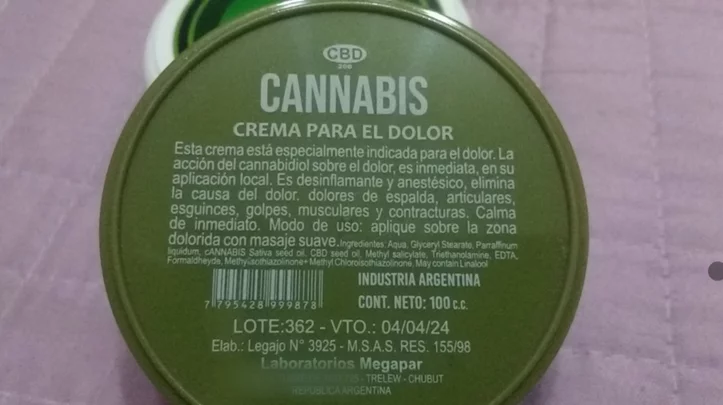 CBD
CANNABIS
CREMA PARA EL DOLOR
Esta crema está especialmente indicada para el dolor. La
acción del cannabidiol sobre el dolor, es inmediata, en su
aplicación local. Es desinflamante y anestésico, elimina
la causa del dolor. dolores de espalda, articulares,
esguinces, golpes, musculares y contracturas. Calma
de inmediato. Modo de uso: aplique sobre la zona
dolorida con masaje suave. Ingredientes: Aqua, Glyceryl Stearate, Parraffinum
liquidum, cANNABIS Sativa seed oil, CBD seed oil, Methyl salicylate, Triethanolamine, EDTA,
Formaldheyde, Methylisothiazolinone+ Methyl Chloroisothiazolinone. May contain Linalool
INDUSTRIA ARGENTINA
7 795428 999878
CONT. NETO: 100 c.c.
LOTE:362 - VTO.: 04/04/24
Elab.: Legajo N° 3925 - M.S.A.S. RES. 155/98
Laboratorios Megapar
- TRELEW - CHUBUT
REPUBLICA ARGENTINA